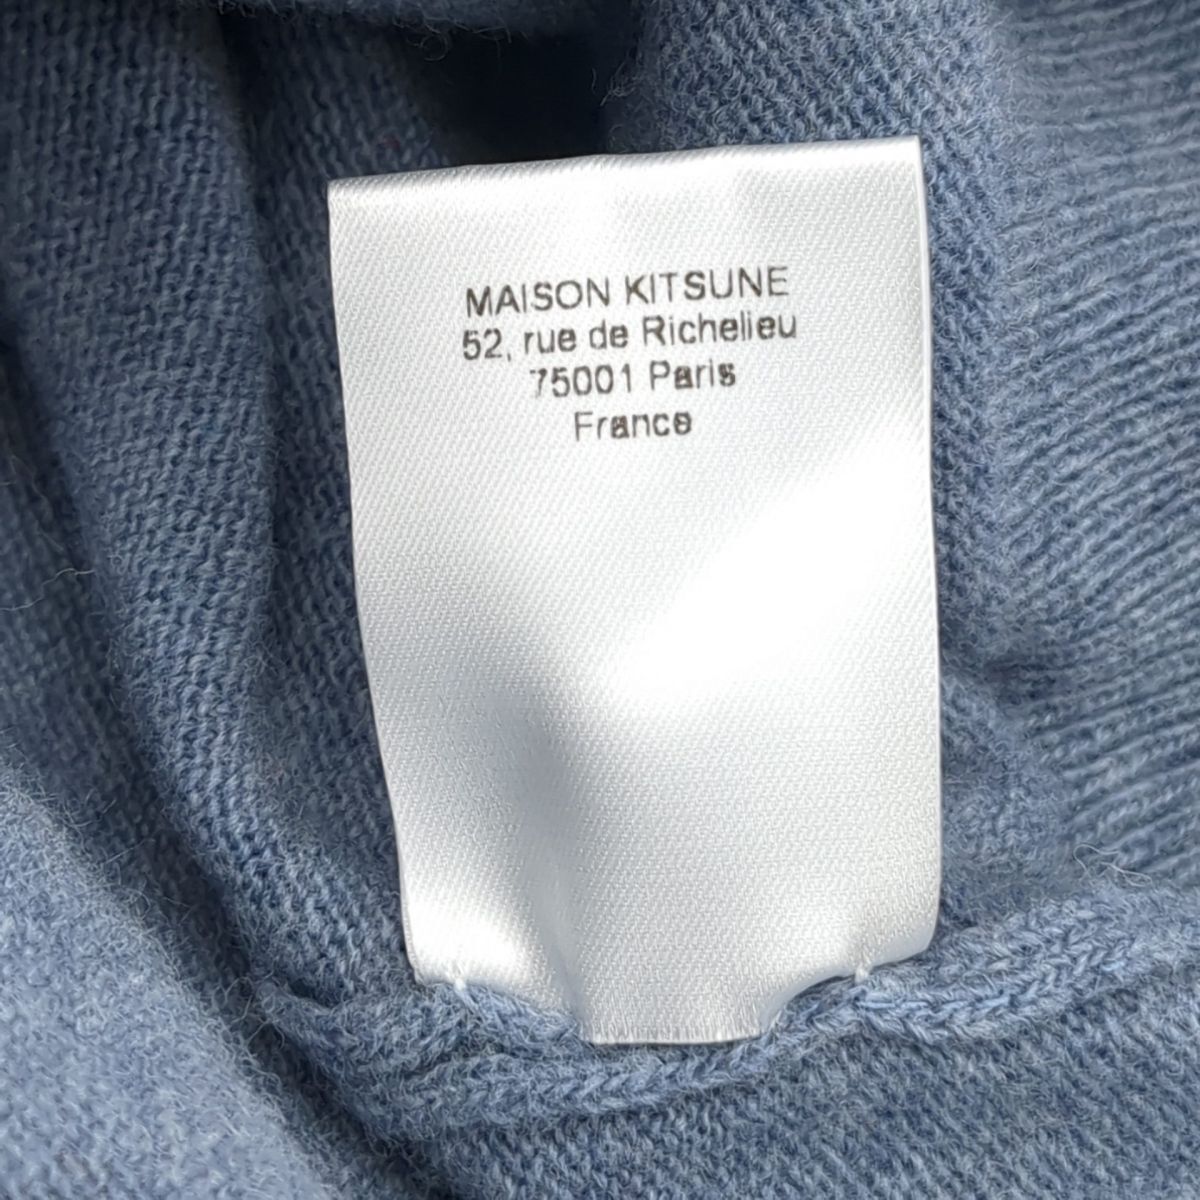 MAISON KITSUNE
52, rue de Richelieu
75001 Paris
France